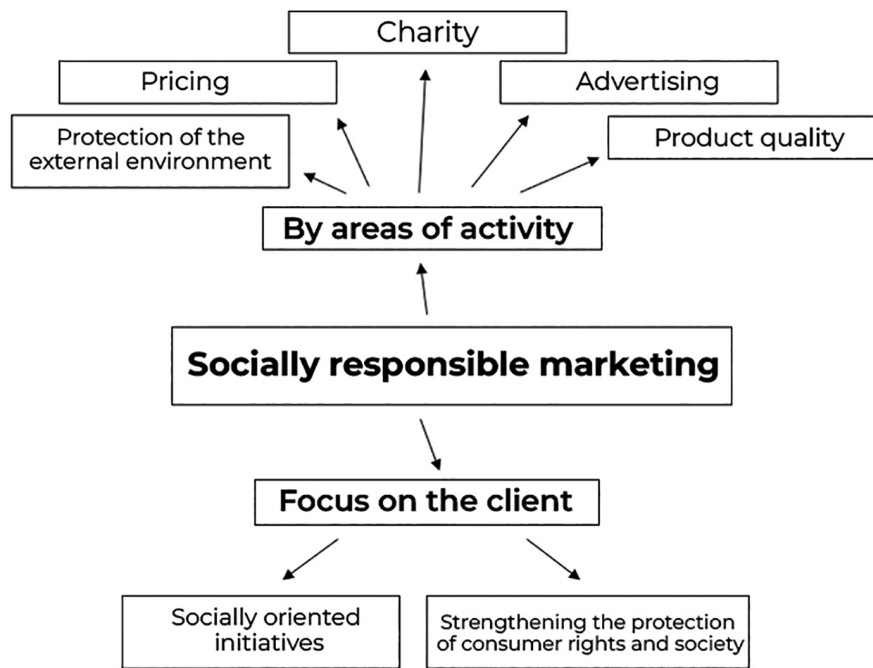 Charity
Pricing
Advertising
Protection of the
external environment
Product quality
By areas of activity
Socially responsible marketing
Focus on the client
Socially oriented
initiatives
Strengthening the protection
of consumer rights and society